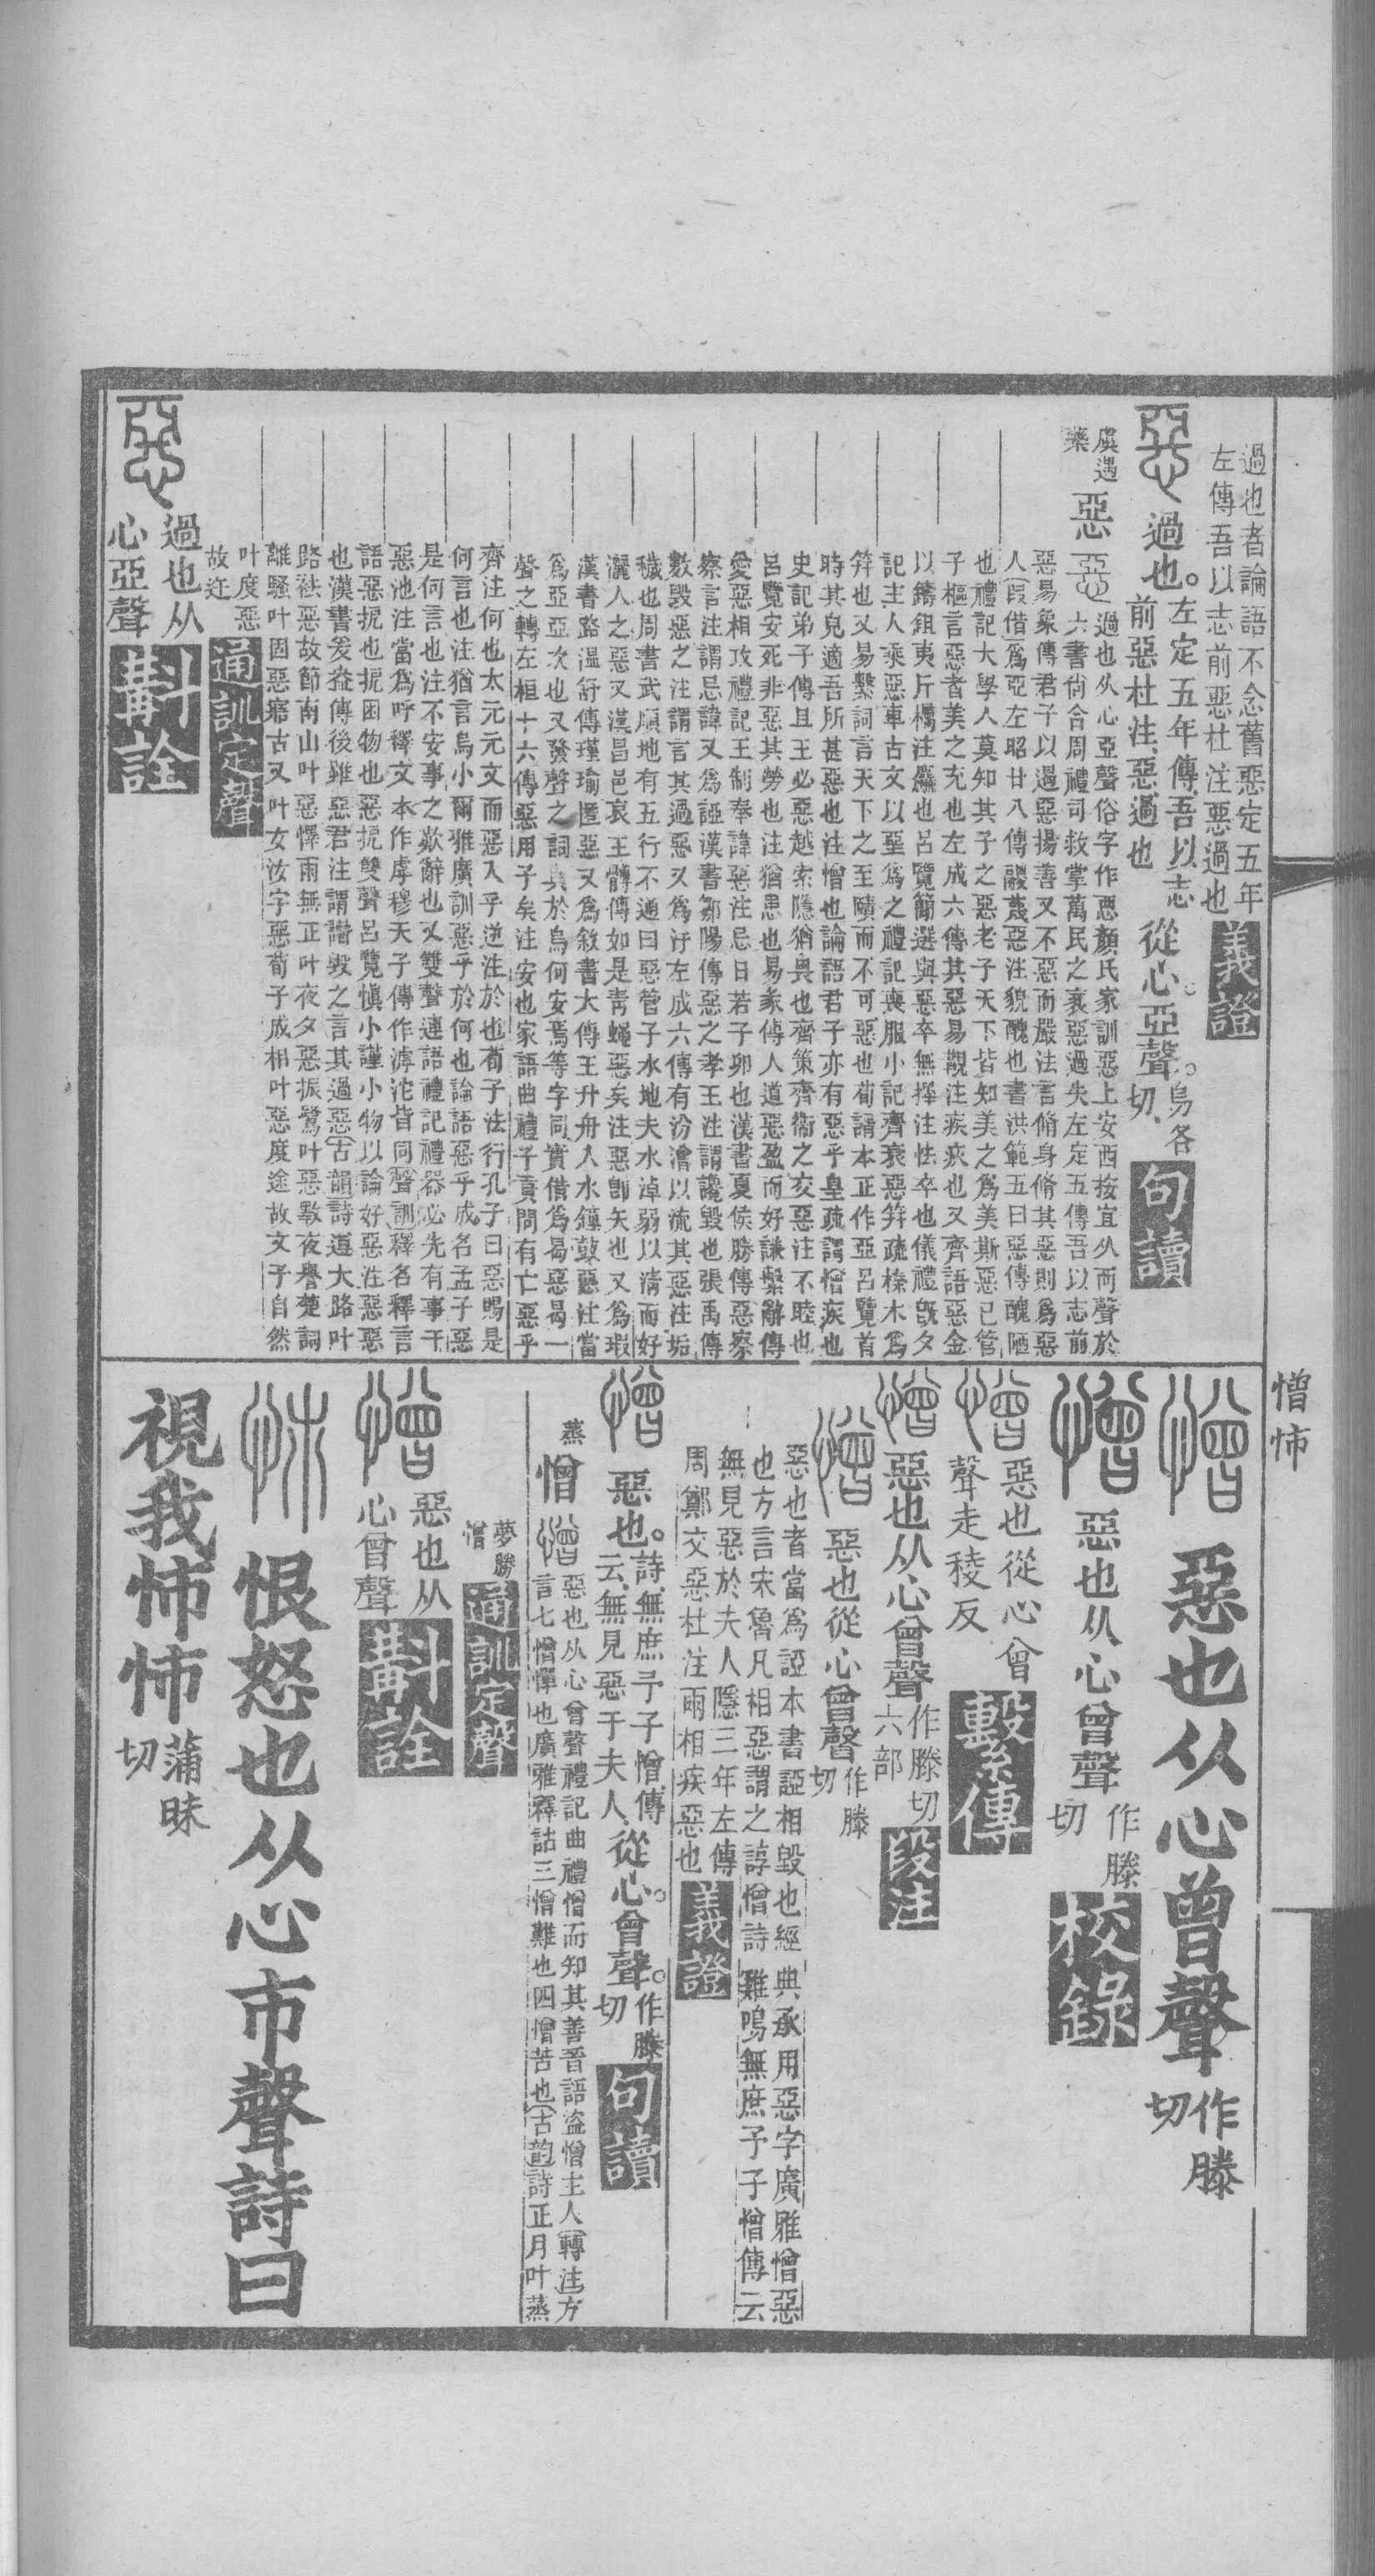 過也者論語不念舊惡定五年
左傳吾以志前惡杜注惡過也
義證
過也。左定五年傳吾以志
前惡杜注惡過也
從心。亞聲。烏各
切
句讀
虞遇
藥
惡
過也从心亞聲俗字作悪顏氏家訓惡上安西按宜从而聲於
六書尙合周禮司救掌萬民之衺惡過失左定五傳吾以志前
惡易象傳君子以遏惡揚善又不惡而嚴法言脩身脩其惡則爲惡
人(叚借)爲亞左昭廿八傳鬷蔑惡注貌醜也書洪範五曰惡傳醜陋
也禮記大學人莫知其子之惡老子天下皆知美之爲美斯惡已管
子樞言惡者美之充也左成六傳其惡易覯注疾疢也又齊語惡金
以鑄鉏夷斤欘注麤也呂覽簡選與惡卒無擇注怯卒也儀禮旣夕
記主人乘惡車古文以堊爲之禮記喪服小記齊衰惡笄疏榛木爲
笄也又易繫詞言天下之至賾而不可惡也荀謂本正作亞呂覽首
時其皃適吾所甚惡也注憎也論語君子亦有惡乎皇疏謂憎疾也
史記弟子傳且王必惡越索隱猶畏也齊策齊衞之交惡注不睦也
呂覽安死非惡其勞也注猶患也易彖傳人道惡盈而好謙繫辭傳
愛惡相攻禮記王制奉諱惡注忌日若子卯也漢書夏侯勝傳惡察
察言注謂忌諱又爲䛩漢書鄒陽傳惡之孝王注謂讒毀也張禹傳
數毀惡之注謂言其過惡又爲汙左成六傳有汾澮以流其惡注垢
穢也周書武順地有五行不通曰惡管子水地夫水淖弱以淸而好
灑人之惡又漢昌邑哀王髆傳如是靑蠅惡矣注惡卽矢也又爲瑕
漢書路溫舒傳瑾瑜匿惡又爲敘書大傳王升舟入水鐘鼓惡注當
爲亞亞次也又發聲之詞與於烏何安焉等字同實借爲曷惡曷一
聲之轉左桓十六傳惡用子矣注安也家語曲禮子貢問有亡惡乎
齊注何也太元元文而惡入乎逆注於也荀子法行孔子曰惡賜是
何言也注猶言烏小爾雅廣訓惡乎於何也論語惡乎成名孟子惡
是何言也注不安事之歎辭也又雙聲連語禮記禮器必先有事于
惡池注當爲呼釋文本作虖穆天子傳作滹沱皆同(聲訓)釋名釋言
語惡扼也扼困物也惡扼雙聲呂覽愼小謹小物以論好惡注惡惡
也漢書爰盎傳後雖惡君注謂譖毀之言其過惡(古韻)詩遵大路叶
路袪惡故節南山叶惡懌雨無正叶夜夕惡振鷺叶惡斁夜譽楚詞
離騷叶固惡寤古又叶女汝字惡荀子成相叶惡度途故文子自然
叶度惡
故迕
通訓定聲
過也从
心亞聲
斠詮
憎怖
惡也从心曾聲作滕
切
惡也从心曾聲作滕
切
校錄
惡也從心曾
聲走稜反
繫傳
惡也从心曾聲作滕切
六部
段注
惡也從心曾聲作滕
切
惡也者當爲䛩本書䛩相毀也經典承用惡字廣雅憎惡
也方言宋魯凡相惡謂之諄憎詩雞鳴無庶予子憎傳云
無見惡於夫人隱三年左傳
周鄭交惡杜注兩相疾惡也
義證
惡也。詩無庶予子憎傳
云無見惡于夫人
從心。曾聲。作滕
切
句讀
蒸
憎
惡也从心曾聲禮記曲禮憎而知其善晉語盜憎主人(轉注)方
言七憎憚也廣雅釋詁三憎難也四憎苦也(古韵)詩正月叶蒸
夢勝
憎
通訓定聲
惡也从
心曾聲
斠詮
恨怒也从心巿聲詩曰
視我怖怖蒲昧
切